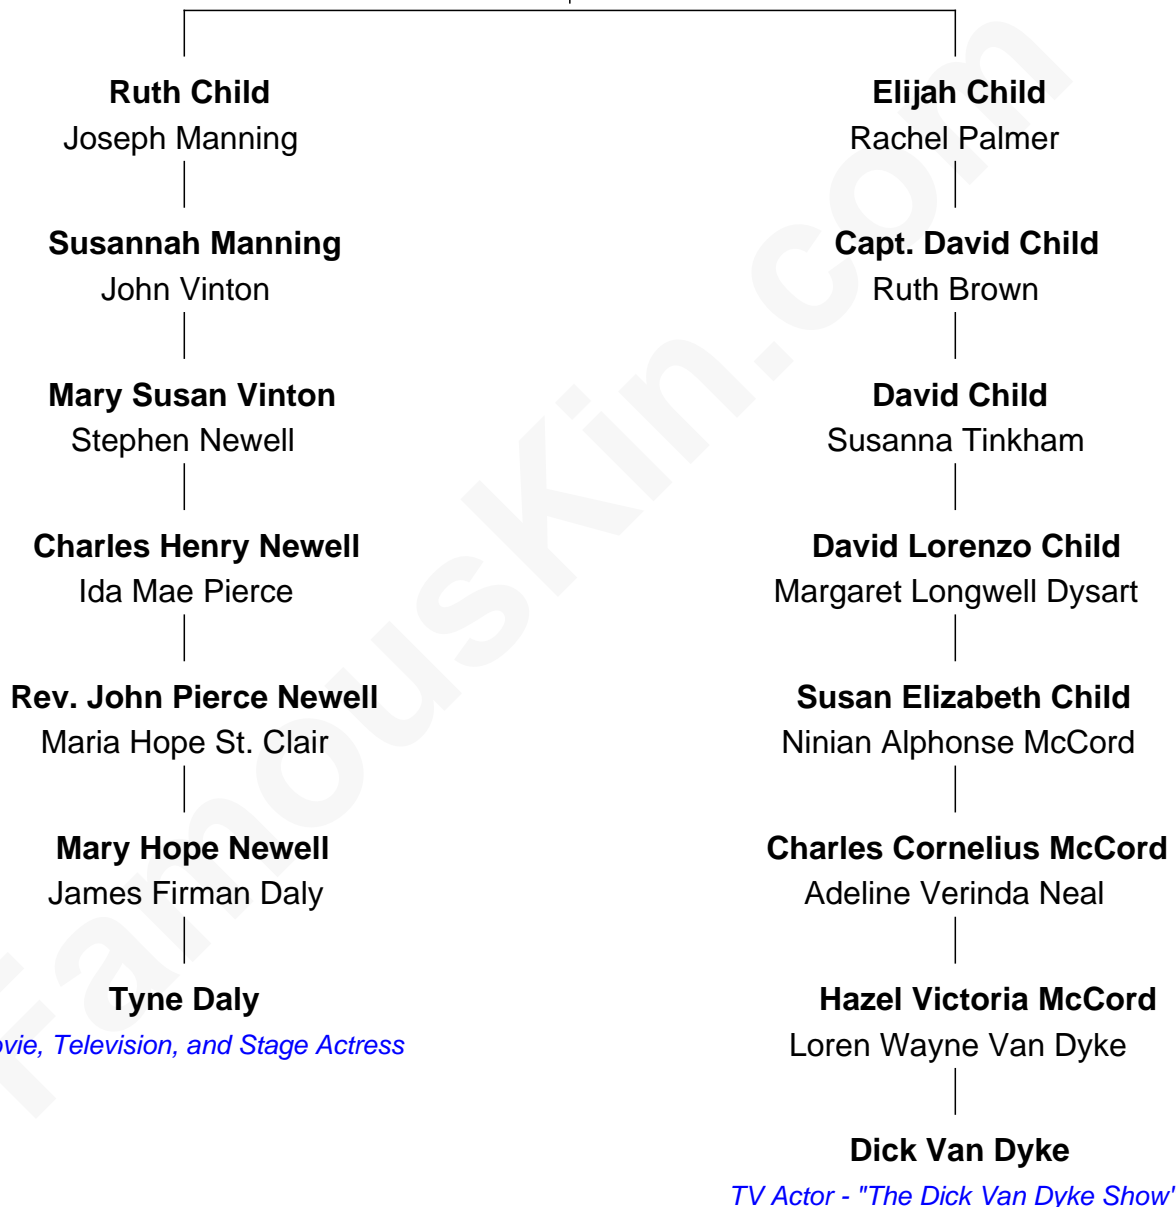 Ruth Child
Joseph Manning
Susannah Manning
John Vinton
Mary Susan Vinton
Stephen Newell
Charles Henry Newell
Ida Mae Pierce
Rev. John Pierce Newell
Maria Hope St. Clair
Mary Hope Newell
James Firman Daly
Tyne Daly
ovie, Television, and Stage Actress
Elijah Child
Rachel Palmer
Capt. David Child
Ruth Brown
David Child
Susanna Tinkham
David Lorenzo Child
Margaret Longwell Dysart
Susan Elizabeth Child
Ninian Alphonse McCord
Charles Cornelius McCord
Adeline Verinda Neal
Hazel Victoria McCord
Loren Wayne Van Dyke
Dick Van Dyke
TV Actor - "The Dick Van Dyke Show"
FamousKin.com